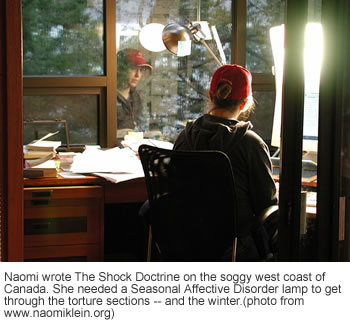 Naomi wrote The Shock Doctrine on the soggy west coast of
Canada. She needed a Seasonal Affective Disorder lamp to get
through the torture sections -- and the winter.(photo from
www.naomiklein.org)